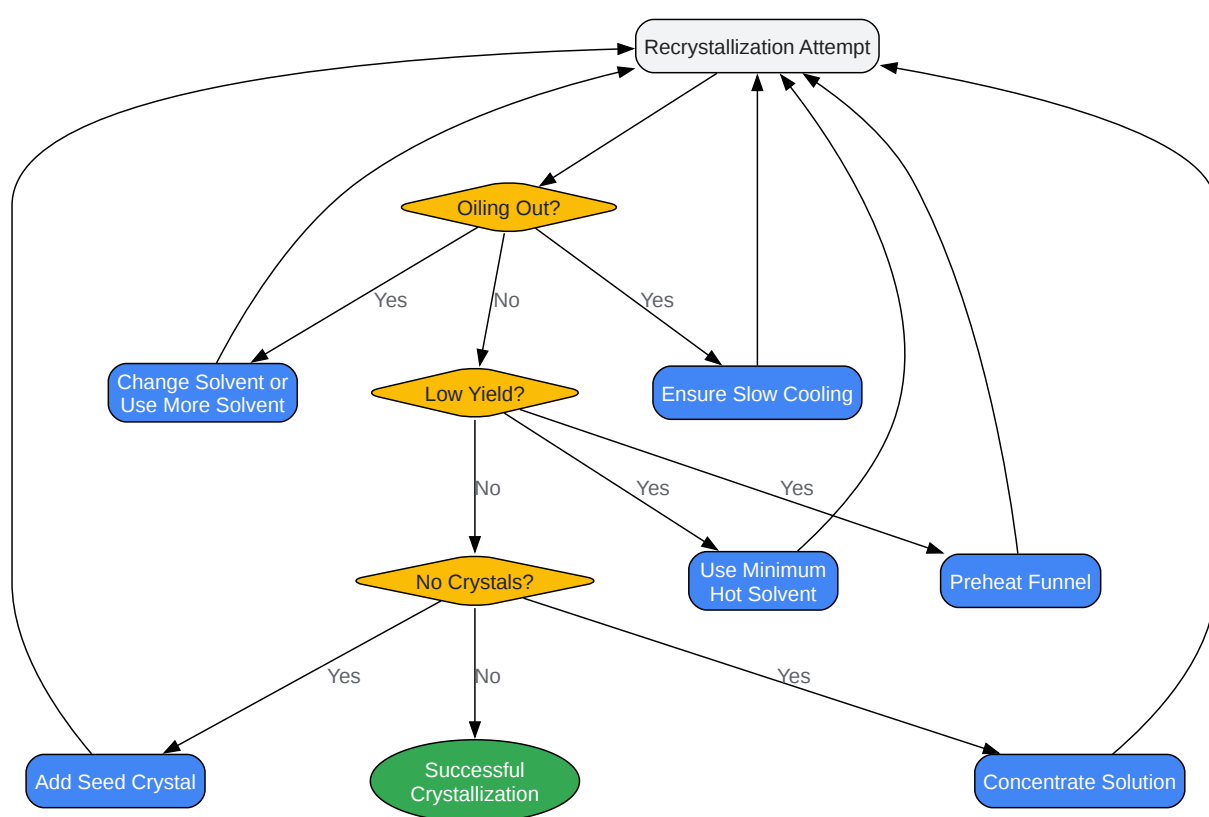 Recrystallization Attempt
Oiling Out?
Yes
No
Yes
Change Solvent or
Use More Solvent
Low Yield?
Ensure Slow Cooling
No
Yes
Yes
No Crystals?
Use Minimum
Hot Solvent
Preheat Funnel
Yes
No
Yes
Add Seed Crystal
Successful
Crystallization
Concentrate Solution